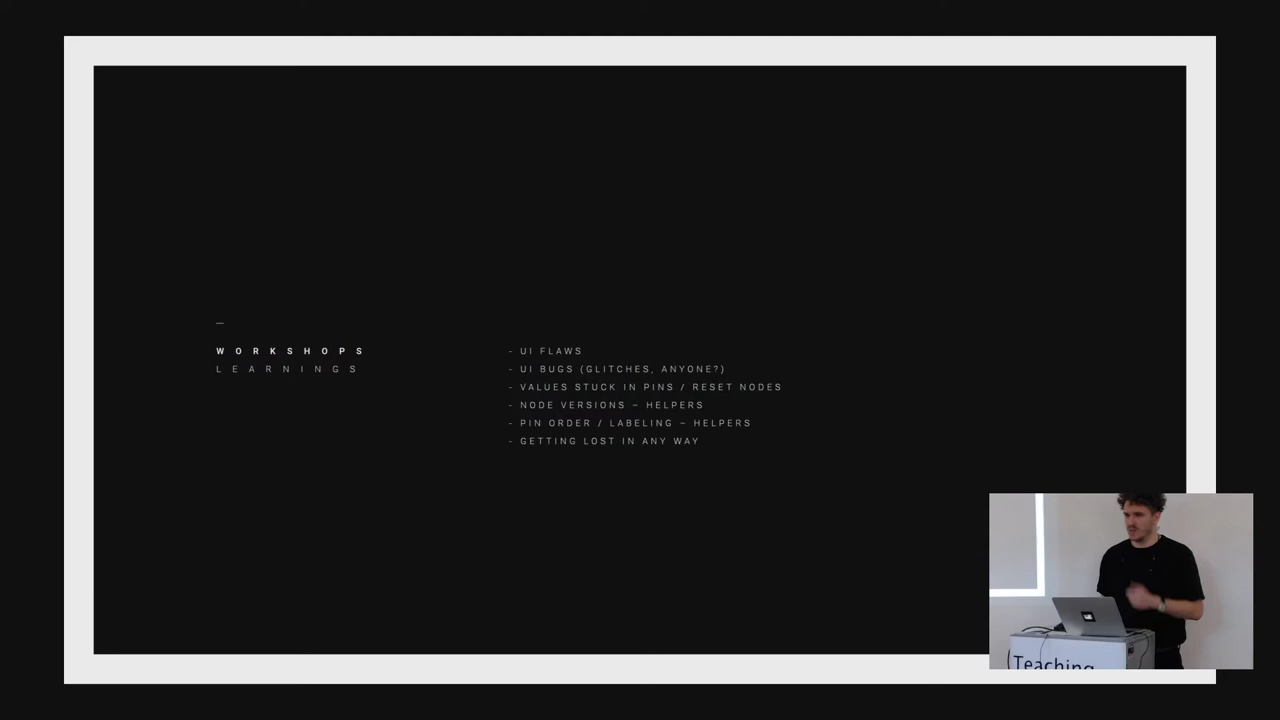 —
WORKSHOPS
LEARNINGS
- UI FLAWS
- UI BUGS (GLITCHES, ANYONE?)
- VALUES STUCK IN PINS / RESET NODES
- NODE VERSIONS – HELPERS
- PIN ORDER / LABELING – HELPERS
- GETTING LOST IN ANY WAY
(Teaching